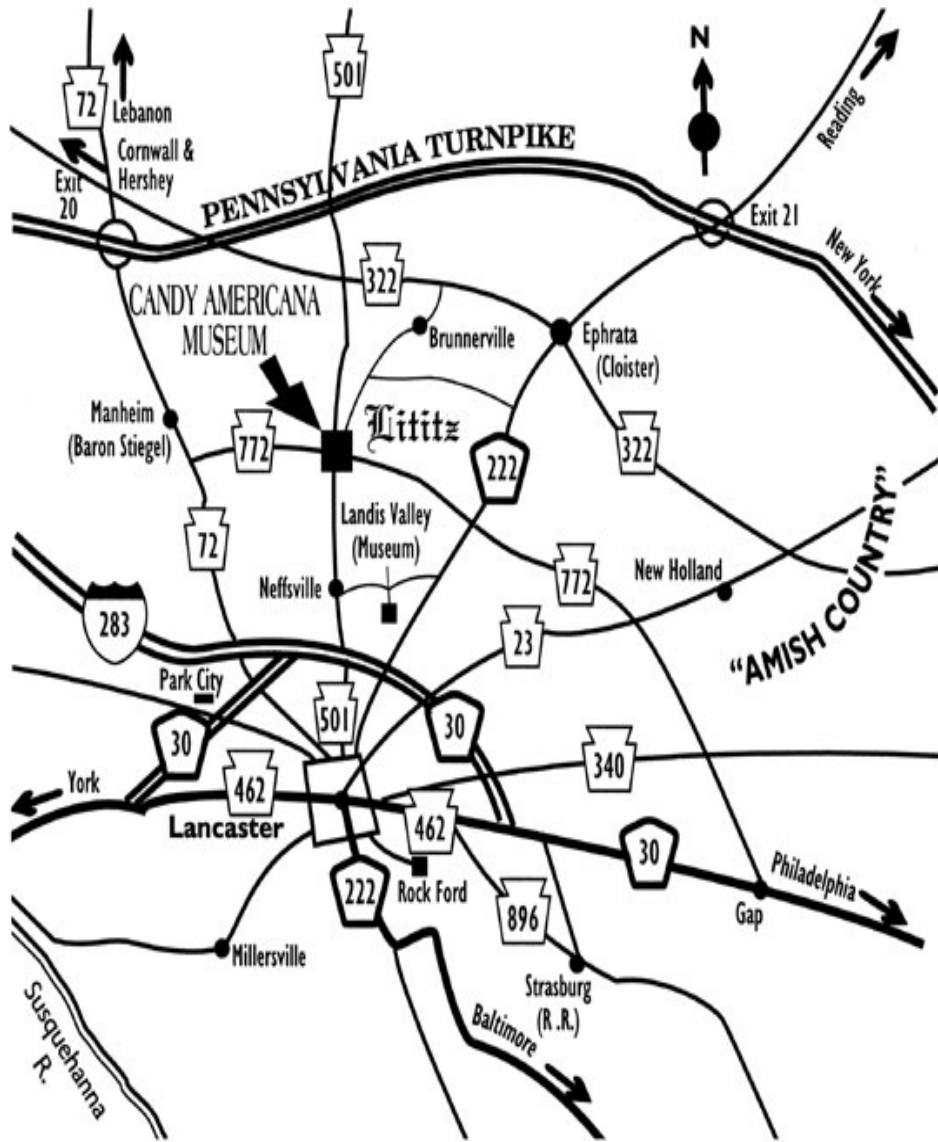 N
501
72
Lebanon
Cornwall &
Hershey
Exit
20
PENNSYLVANIA TURNPIKE
Reading
Exit 21
New York
322
CANDY AMERICANA
MUSEUM
Brunnerville
Ephrata
(Cloister)
Lititz
Manheim
(Baron Stiegel)
772
222
322
72
Landis Valley
(Museum)
Neffsville
772
New Holland
"AMISH COUNTRY"
283
23
Park City
501
30
30
York
462
340
Lancaster
462
30
Philadelphia
Rock Ford
222
Gap
896
Millersville
Strasburg
(R .R.)
Baltimore
Susquehanna
R.